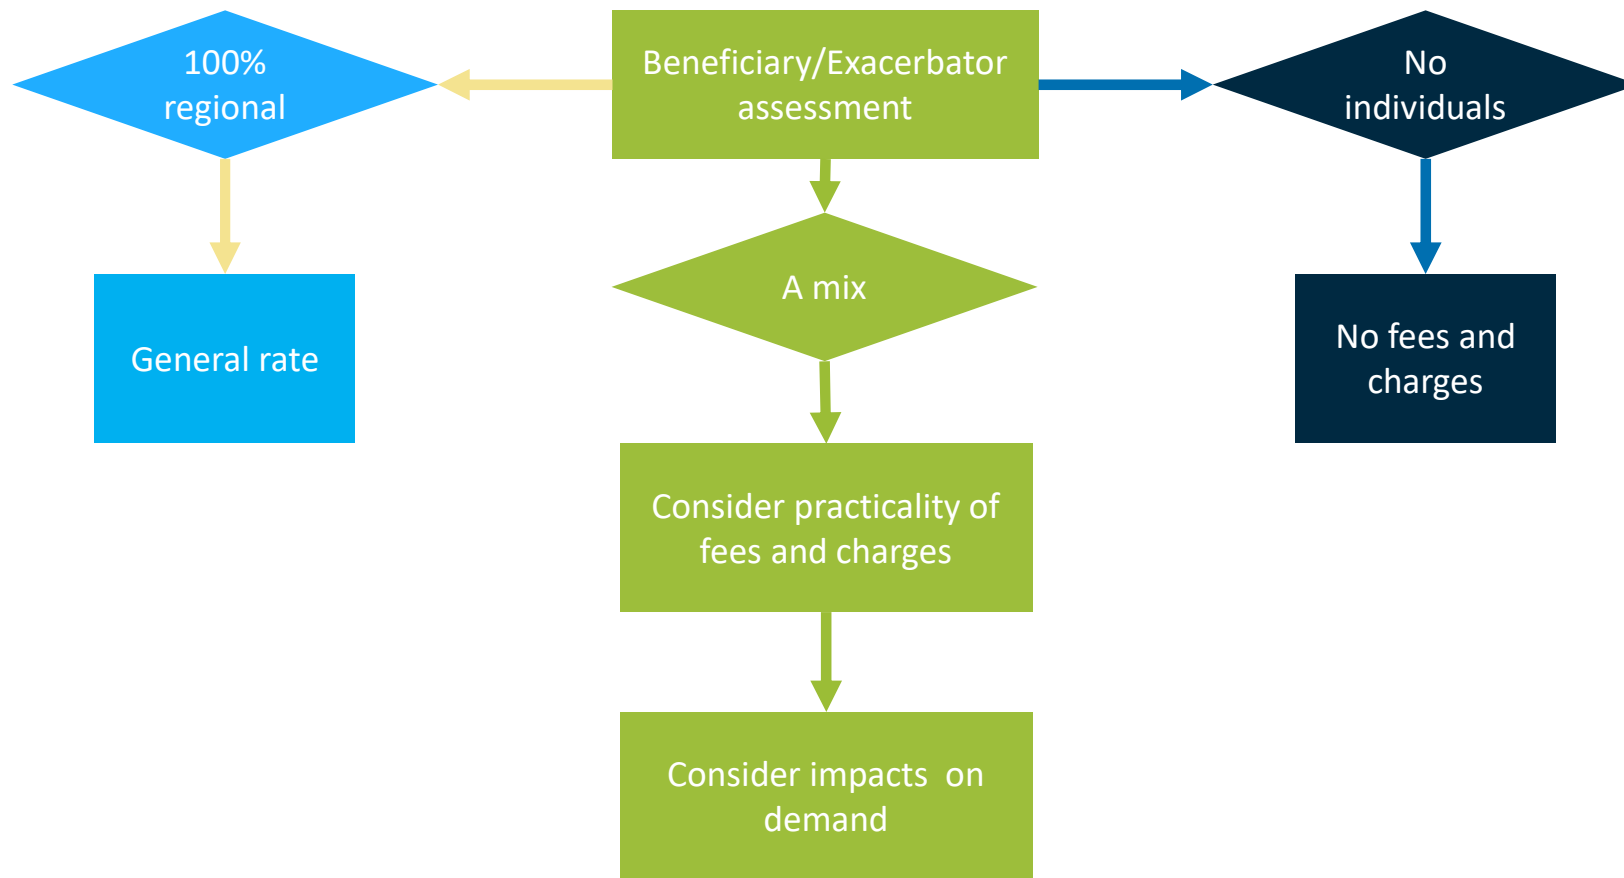 100%
regional
Beneficiary/Exacerbator
assessment
No
individuals
A mix
General rate
No fees and
charges
Consider practicality of
fees and charges
Consider impacts  on
demand